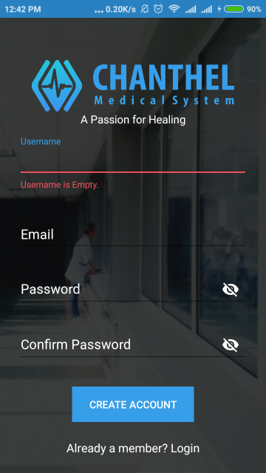 12:42 PM ... 0.20K/s 90%
CHANTHEL
Medical System
A Passion for Healing
Username
Username is Empty.
Email
Password
Confirm Password
CREATE ACCOUNT
Already a member? Login